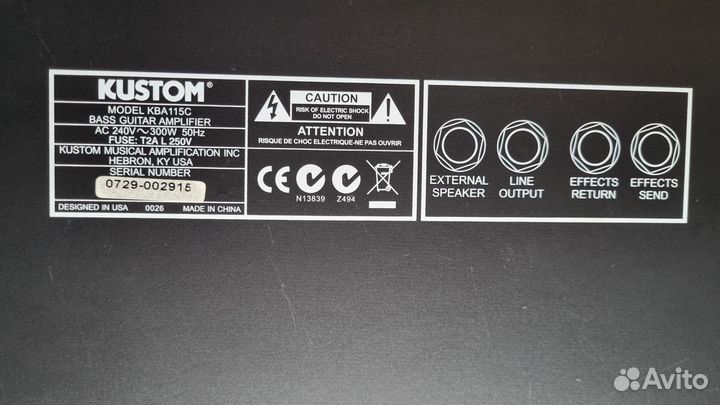 KUSTOM®
MODEL KBA115C
BASS GUITAR AMPLIFIER
AC 240V～300W 50Hz
FUSE: T2A L 250V
KUSTOM MUSICAL AMPLIFICATION INC
HEBRON, KY USA
SERIAL NUMBER
0729-002915
DESIGNED IN USA 0026 MADE IN CHINA
CAUTION
RISK OF ELECTRIC SHOCK
DO NOT OPEN
ATTENTION
RISQUE DE CHOC ELECTRIQUE-NE PAS OUVRIR
CE
N13839 Z494
EXTERNAL
SPEAKER
LINE
OUTPUT
EFFECTS
RETURN
EFFECTS
SEND
Avito